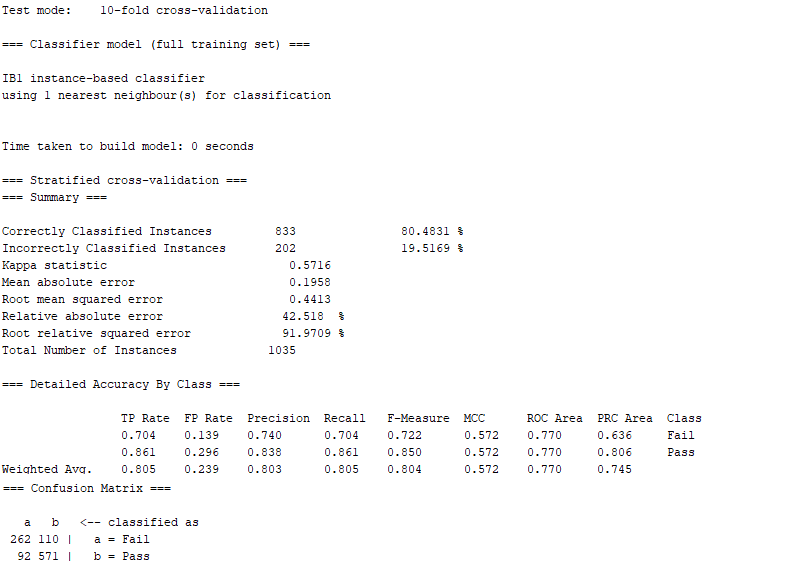 Test mode:    10-fold cross-validation
=== Classifier model (full training set) ===
IB1 instance-based classifier
using 1 nearest neighbour(s) for classification
Time taken to build model: 0 seconds
=== Stratified cross-validation ===
=== Summary ===
Correctly Classified Instances         833               80.4831 %
Incorrectly Classified Instances       202               19.5169 %
Kappa statistic                          0.5716
Mean absolute error                      0.1958
Root mean squared error                  0.4413
Relative absolute error                 42.518  %
Root relative squared error             91.9709 %
Total Number of Instances             1035
=== Detailed Accuracy By Class ===
                 TP Rate  FP Rate  Precision  Recall   F-Measure  MCC      ROC Area  PRC Area  Class
                 0.704    0.139    0.740      0.704    0.722      0.572    0.770     0.636     Fail
                 0.861    0.296    0.838      0.861    0.850      0.572    0.770     0.806     Pass
Weighted Avg.    0.805    0.239    0.803      0.805    0.804      0.572    0.770     0.745
=== Confusion Matrix ===
   a   b   <-- classified as
 262 110 |   a = Fail
  92 571 |   b = Pass